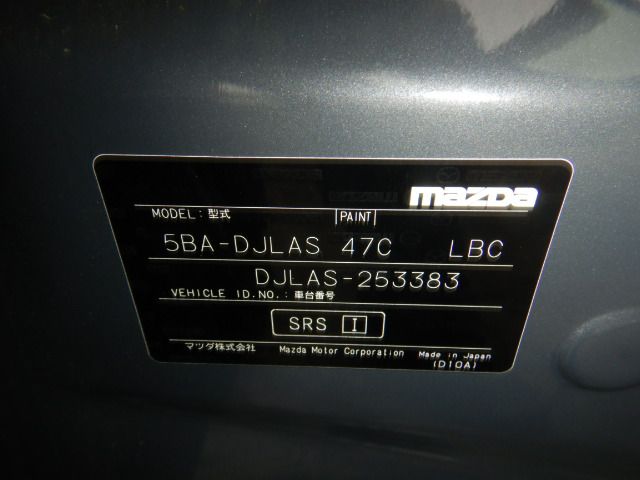 mazda
MODEL: 型式 PAINT
5BA-DJLAS 47C LBC
DJLAS-253383
VEHICLE ID.NO.: 車台番号
SRS I
マツダ株式会社 Mazda Motor Corporation Made in Japan
(D10A)